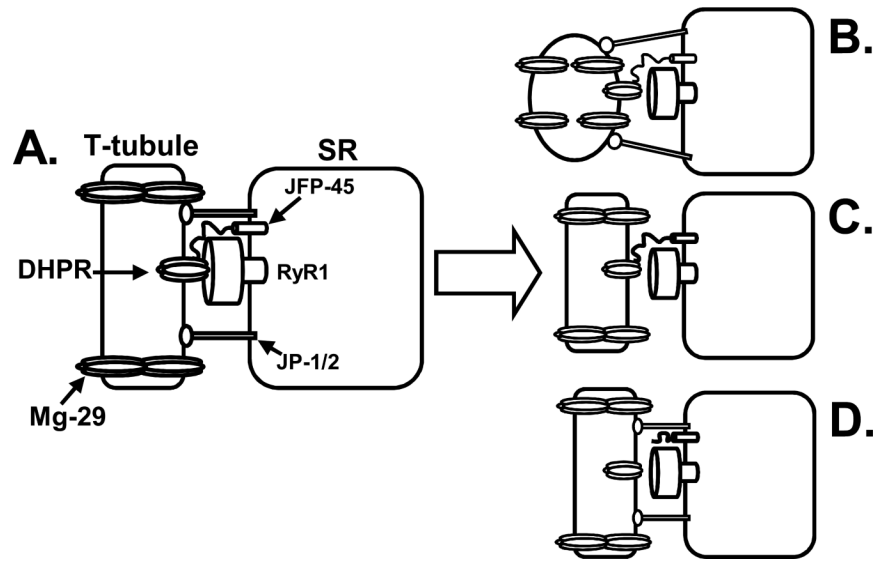 A.
T-tubule
SR
JFP-45
DHPR
RyR1
JP-1/2
Mg-29
B.
C.
D.